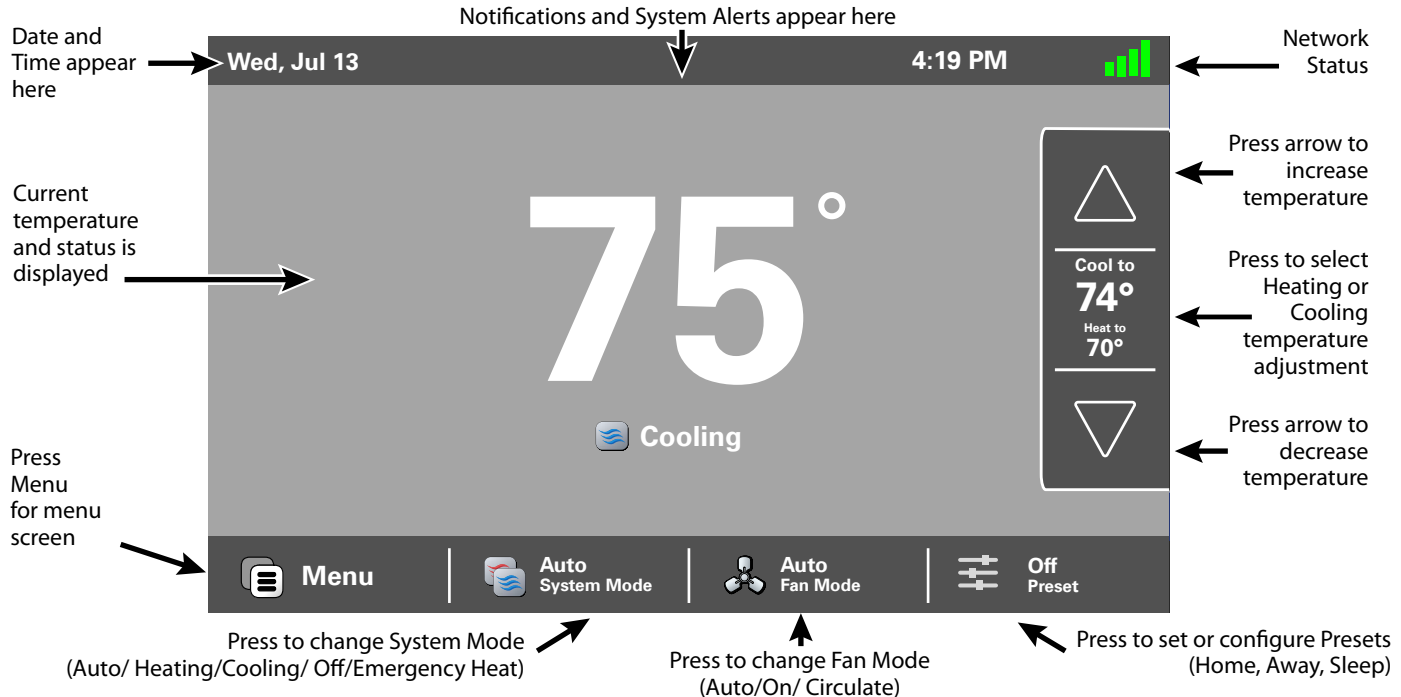 Notifications and System Alerts appear here
Date and
Time appear
here
Wed, Jul 13
4:19 PM
Network
Status
Press arrow to
increase
temperature
Current
temperature
and status is
displayed
75°
Cooling
Cool to
74°
Heat to
70°
Press to select
Heating or
Cooling
temperature
adjustment
Press arrow to
decrease
temperature
Press
Menu
for menu
screen
Menu
Auto
System Mode
Auto
Fan Mode
Off
Preset
Press to change System Mode
(Auto/ Heating/Cooling/ Off/Emergency Heat)
Press to change Fan Mode
(Auto/On/ Circulate)
Press to set or configure Presets
(Home, Away, Sleep)